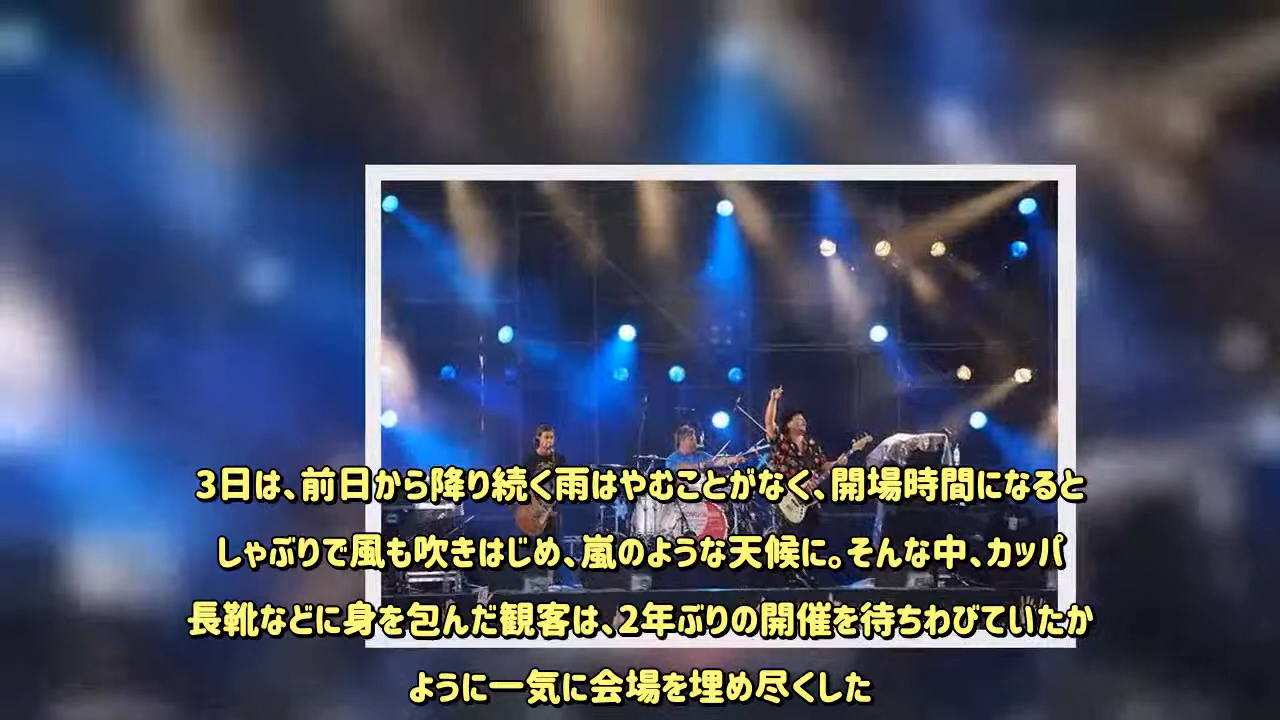 3日は、前日から降り続く雨はやむことがなく、開場時間になると
しゃぶりで風も吹きはじめ、嵐のような天候に。そんな中、カッパ
長靴などに身を包んだ観客は、2年ぶりの開催を待ちわびていたか
ように一気に会場を埋め尽くした